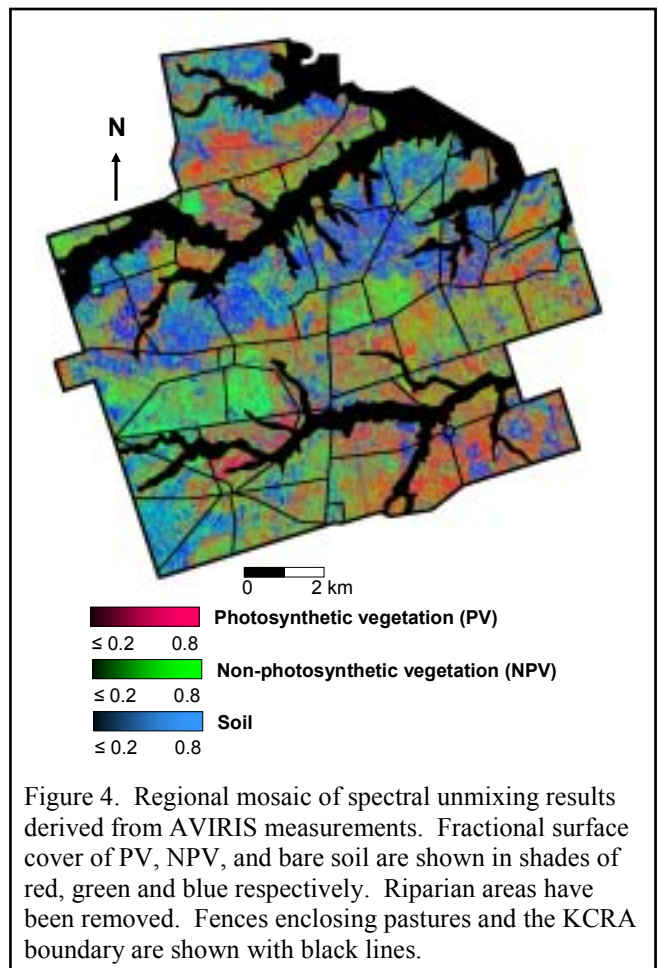 N
0 2 km
Photosynthetic vegetation (PV)
≤ 0.2 0.8
Non-photosynthetic vegetation (NPV)
≤ 0.2 0.8
Soil
≤ 0.2 0.8
Figure 4. Regional mosaic of spectral unmixing results
derived from AVIRIS measurements. Fractional surface
cover of PV, NPV, and bare soil are shown in shades of
red, green and blue respectively. Riparian areas have
been removed. Fences enclosing pastures and the KCRA
boundary are shown with black lines.